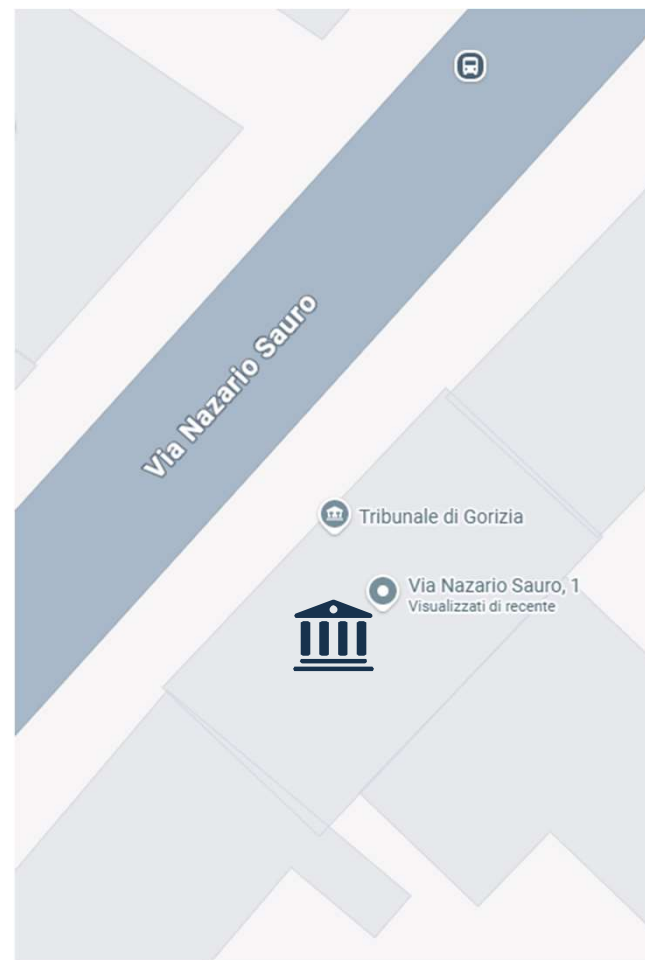 Via Nazario Sauro
Tribunale di Gorizia
Via Nazario Sauro, 1
Visualizzati di recente